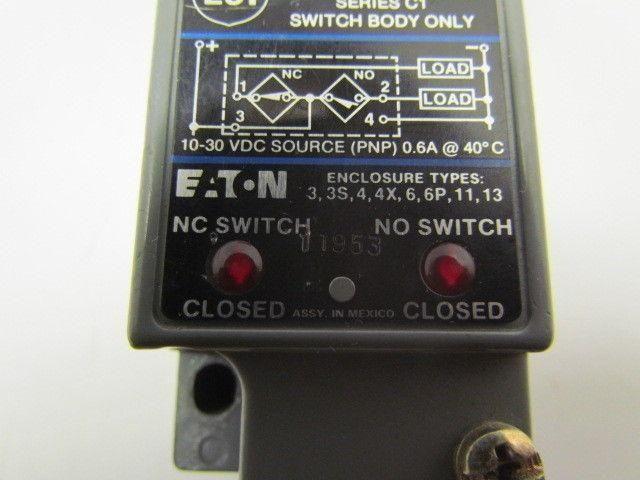 SERIES C1
SWITCH BODY ONLY
+ −
NC NO
LOAD
1 2 LOAD
3 4
10-30 VDC SOURCE (PNP) 0.6A @ 40°C
EATON ENCLOSURE TYPES:
3, 3S, 4, 4X, 6, 6P, 11, 13
NC SWITCH NO SWITCH
11953
CLOSED ASSY. IN MEXICO CLOSED